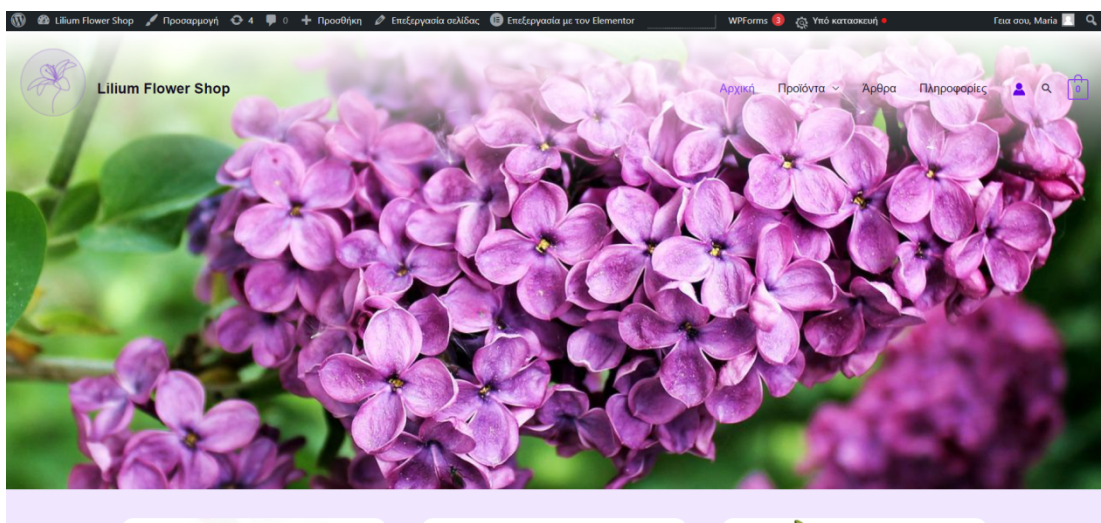 Lilium Flower Shop Προσαρμογή 4 0 Προσθήκη Επεξεργασία σελίδας Επεξεργασία με τον Elementor WPForms 3 Υπό κατασκευή Γεια σου, Maria
Lilium Flower Shop Αρχική Προϊόντα Άρθρα Πληροφορίες 0